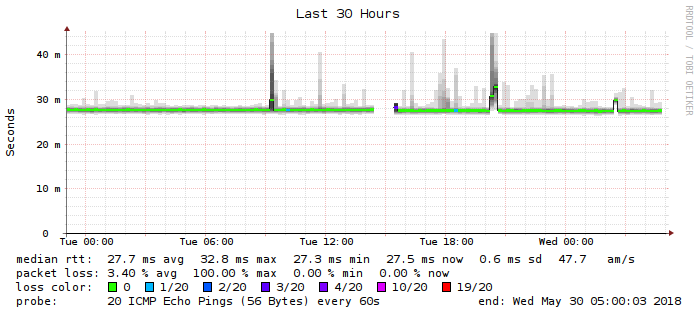 Last 30 Hours
RRDTOOL / TOBI OETIKER
Seconds
40 m
30 m
20 m
10 m
0
Tue 00:00 Tue 06:00 Tue 12:00 Tue 18:00 Wed 00:00
median rtt: 27.7 ms avg 32.8 ms max 27.3 ms min 27.5 ms now 0.6 ms sd 47.7 am/s
packet loss: 3.40 % avg 100.00 % max 0.00 % min 0.00 % now
loss color: 0 1/20 2/20 3/20 4/20 10/20 19/20
probe: 20 ICMP Echo Pings (56 Bytes) every 60s end: Wed May 30 05:00:03 2018